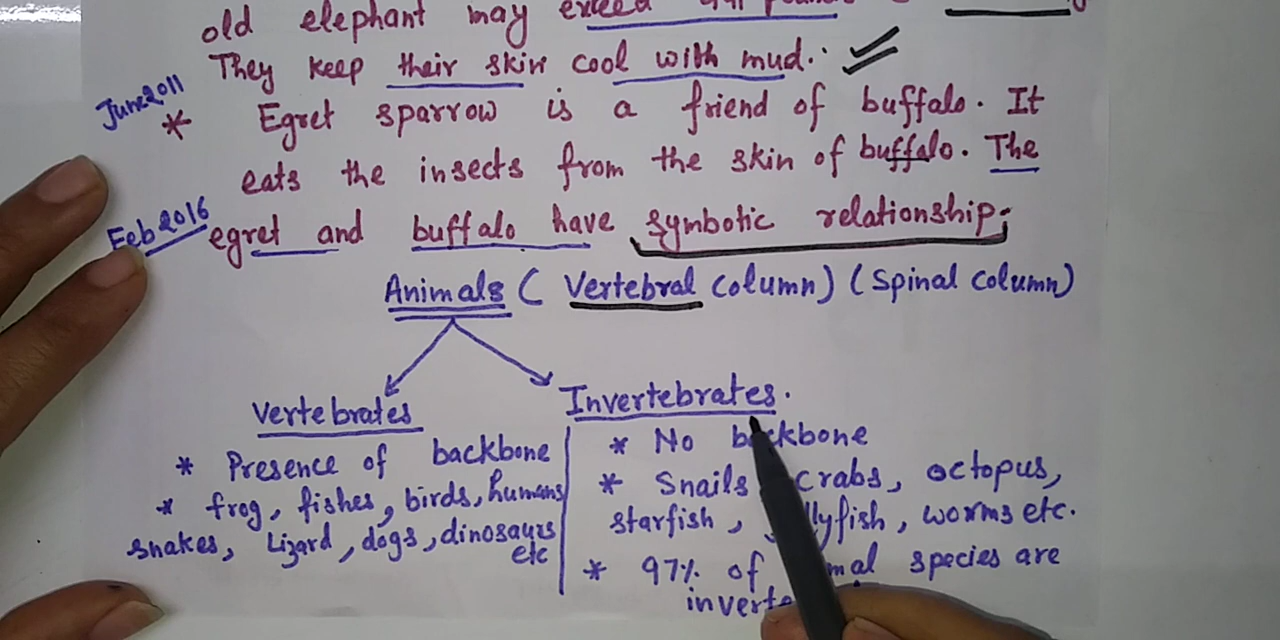 old elephant may exceed
They keep their skin cool with mud.
June 2011
* Egret sparrow is a friend of buffalo. It
eats the insects from the skin of buffalo. The
Feb 2016
egret and buffalo have symbotic relationship.
Animals ( Vertebral column) (Spinal column)
Vertebrates
Invertebrates.
* Presence of backbone
* frog, fishes, birds, humans
snakes, Lizard, dogs, dinosaurs
etc
* No backbone
* Snails, crabs, octopus,
starfish, , worms etc.
* 97% of species are